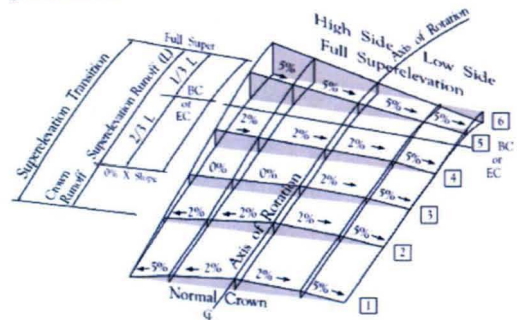 High Side
Low Side
Full Superelevation
Axis of Rotation
Full Super
Superelevation Transition
Superelevation Runoff (L)
1/3 L
2/3 L
BC
or
EC
Crown
Runoff
0% X Slope
5% 5% 5% 5% 6
5 BC
or
EC
2% 2% 2% 5% 4
0% 0% 2% 5% 3
2% 2% 2% 5% 2
5% 2% 2% 5% 1
Axis of Rotation
Normal Crown